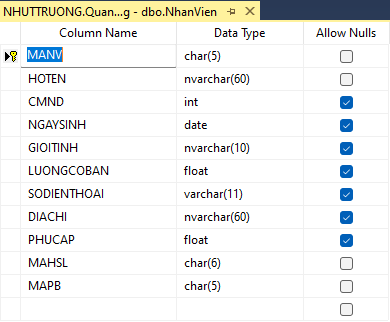 NHUTTRUONG.Quan...g - dbo.NhanVien
Column Name Data Type Allow Nulls
MANV char(5)
HOTEN nvarchar(60)
CMND int
NGAYSINH date
GIOITINH nvarchar(10)
LUONGCOBAN float
SODIENTHOAI varchar(11)
DIACHI nvarchar(60)
PHUCAP float
MAHSL char(6)
MAPB char(5)